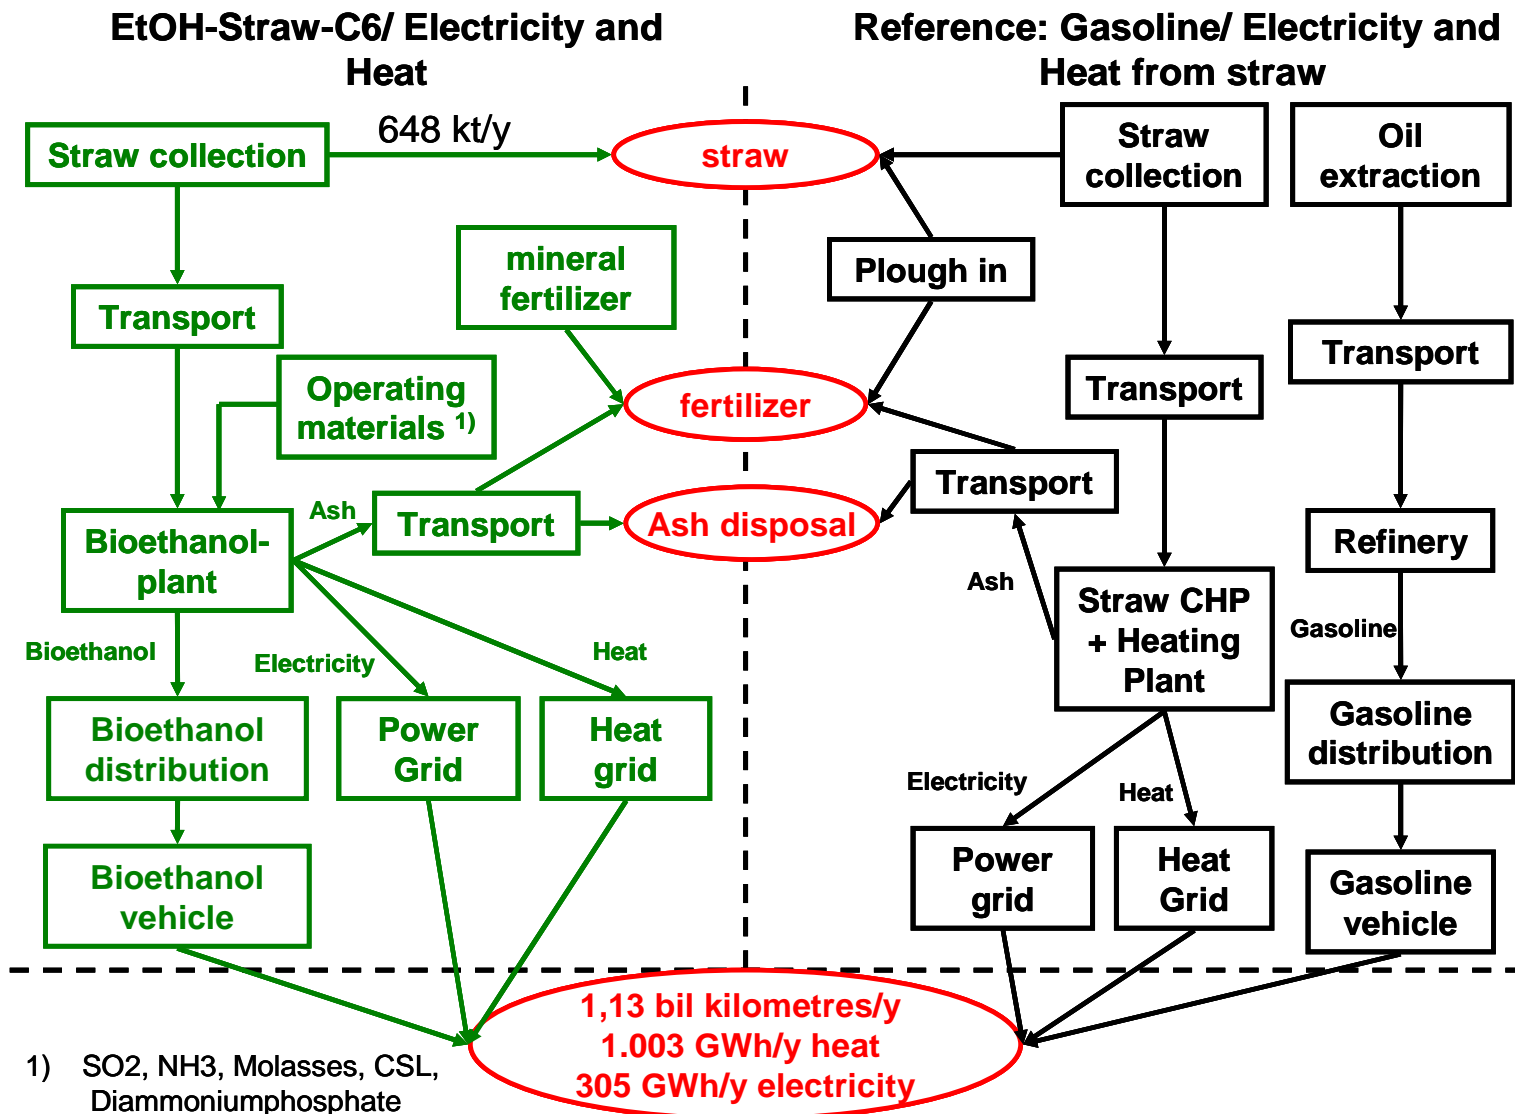 EtOH-Straw-C6/ Electricity and
Heat
Reference: Gasoline/ Electricity and
Heat from straw
648 kt/y
Straw collection
straw
Straw
collection
Oil
extraction
mineral
fertilizer
Plough in
Transport
Transport
Operating
materials 1)
fertilizer
Transport
Ash
Transport
Ash disposal
Transport
Bioethanol-
plant
Refinery
Ash
Straw CHP
+ Heating
Plant
Gasoline
Bioethanol
Electricity
Heat
Bioethanol
distribution
Power
Grid
Heat
grid
Gasoline
distribution
Electricity
Heat
Bioethanol
vehicle
Power
grid
Heat
Grid
Gasoline
vehicle
1,13 bil kilometres/y
1.003 GWh/y heat
305 GWh/y electricity
1) SO2, NH3, Molasses, CSL,
Diammoniumphosphate